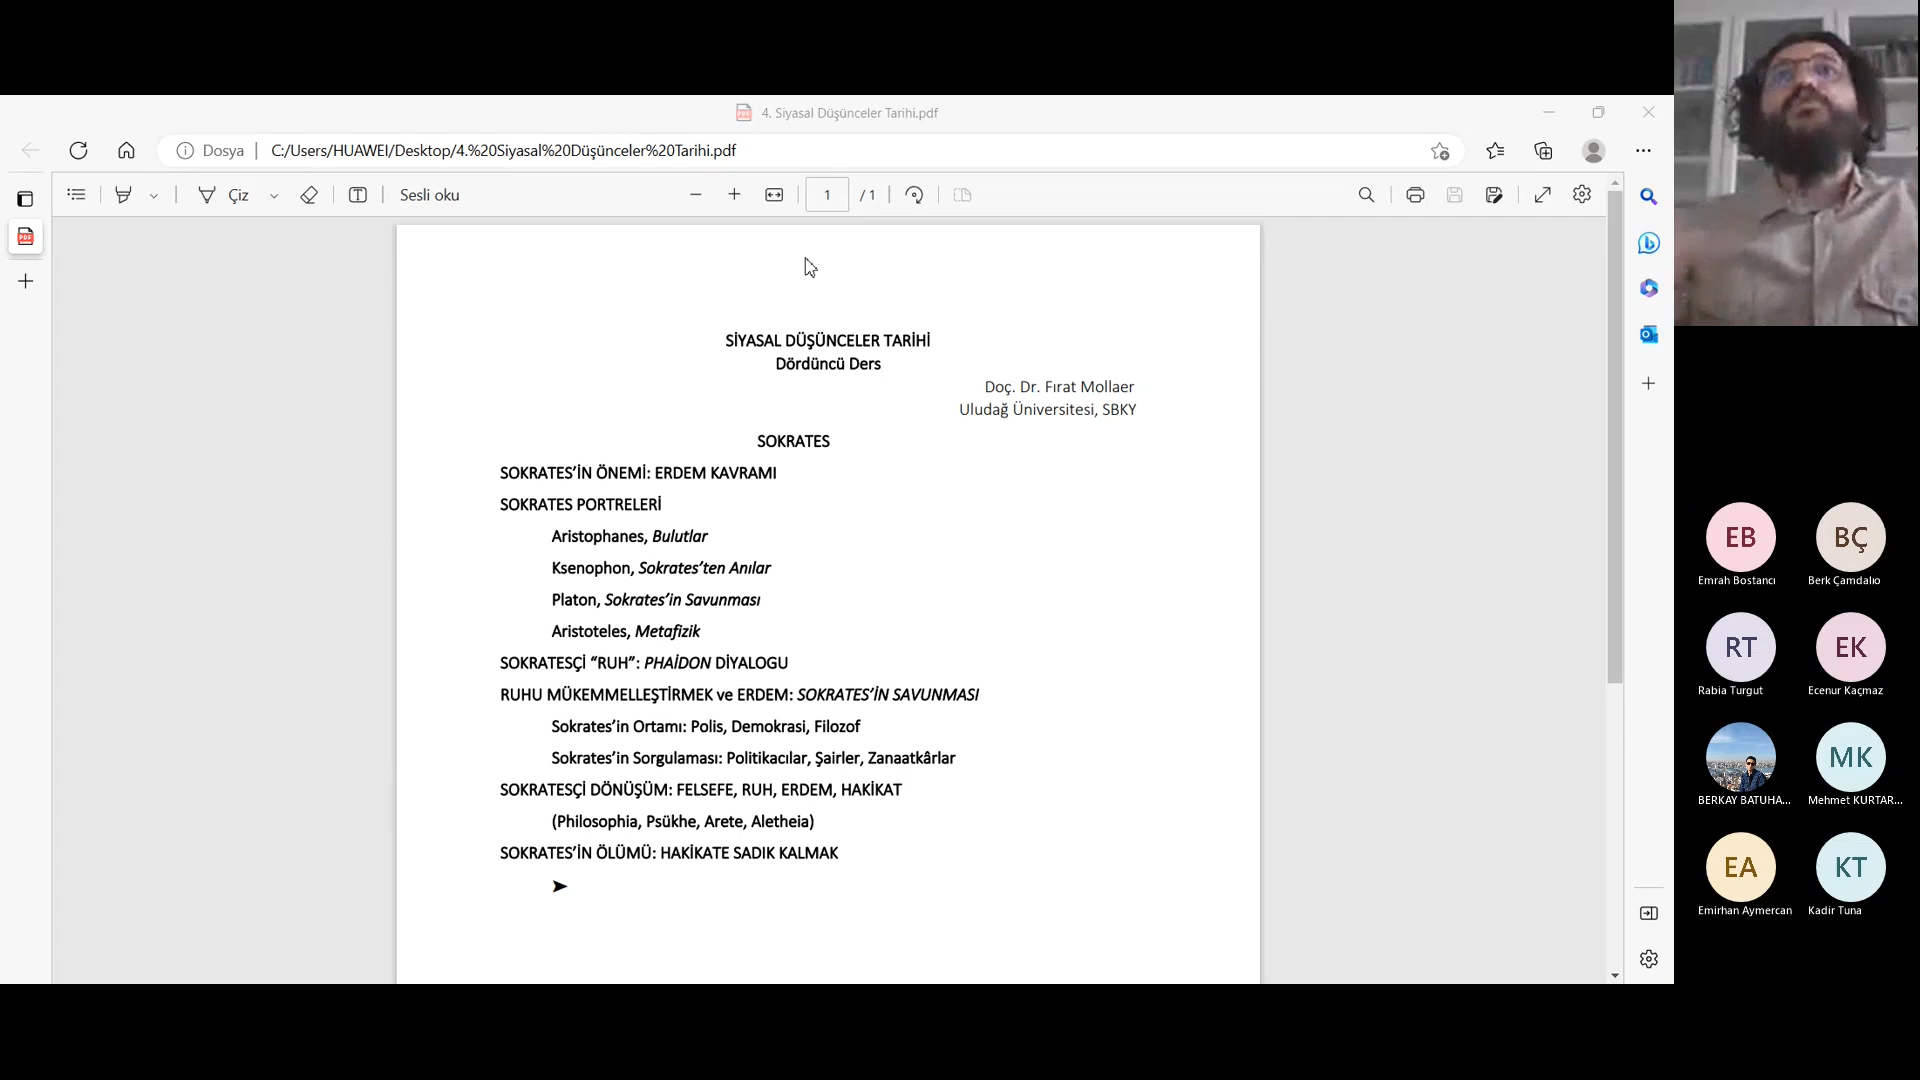 4. Siyasal Düşünceler Tarihi.pdf
Dosya
C:/Users/HUAWEI/Desktop/4.%20Siyasal%20Düşünceler%20Tarihi.pdf
Çiz
Sesli oku
1
/ 1
SİYASAL DÜŞÜNCELER TARİHİ
Dördüncü Ders
Doç. Dr. Fırat Mollaer
Uludağ Üniversitesi, SBKY
SOKRATES
SOKRATES’İN ÖNEMİ: ERDEM KAVRAMI
SOKRATES PORTRELERİ
Aristophanes, Bulutlar
Ksenophon, Sokrates’ten Anılar
Platon, Sokrates’in Savunması
Aristoteles, Metafizik
SOKRATESÇİ “RUH”: PHAİDON DİYALOGU
RUHU MÜKEMMELLEŞTİRMEK ve ERDEM: SOKRATES’İN SAVUNMASI
Sokrates’in Ortamı: Polis, Demokrasi, Filozof
Sokrates’in Sorgulaması: Politikacılar, Şairler, Zanaatkârlar
SOKRATESÇİ DÖNÜŞÜM: FELSEFE, RUH, ERDEM, HAKİKAT
(Philosophia, Psükhe, Arete, Aletheia)
SOKRATES’İN ÖLÜMÜ: HAKİKATE SADIK KALMAK
EB
Emrah Bostancı
BÇ
Berk Çamdalıo
RT
Rabia Turgut
EK
Ecenur Kaçmaz
BERKAY BATUHA...
MK
Mehmet KURTAR...
EA
Emirhan Aymercan
KT
Kadir Tuna